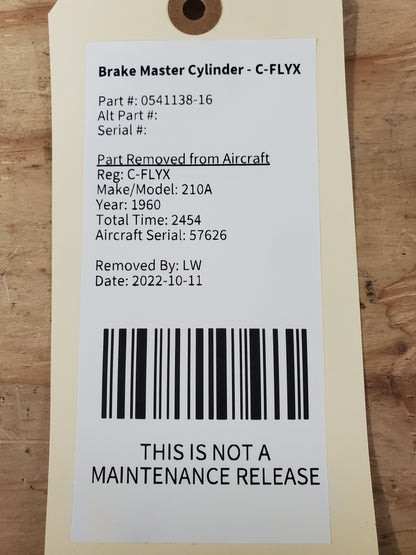 Brake Master Cylinder - C-FLYX
Part #: 0541138-16
Alt Part #:
Serial #:
Part Removed from Aircraft
Reg: C-FLYX
Make/Model: 210A
Year: 1960
Total Time: 2454
Aircraft Serial: 57626
Removed By: LW
Date: 2022-10-11
THIS IS NOT A
MAINTENANCE RELEASE